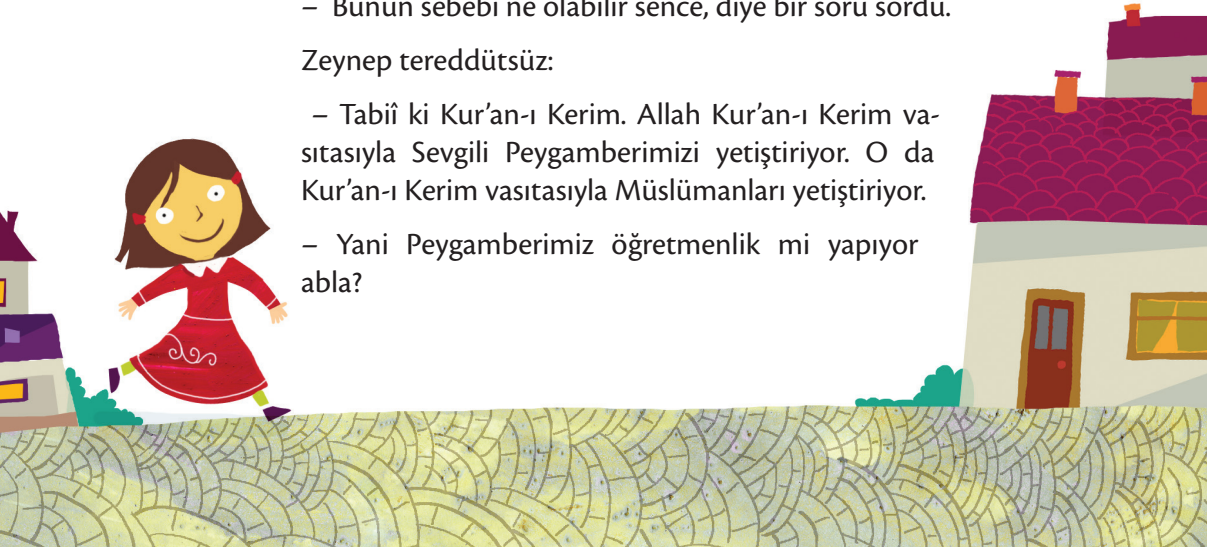 – Bunun sebebi ne olabilir sence, diye bir soru sordu.
Zeynep tereddütsüz:
– Tabiî ki Kur’an-ı Kerim. Allah Kur’an-ı Kerim va-
sıtasıyla Sevgili Peygamberimizi yetiştiriyor. O da
Kur’an-ı Kerim vasıtasıyla Müslümanları yetiştiriyor.
– Yani Peygamberimiz öğretmenlik mi yapıyor
abla?